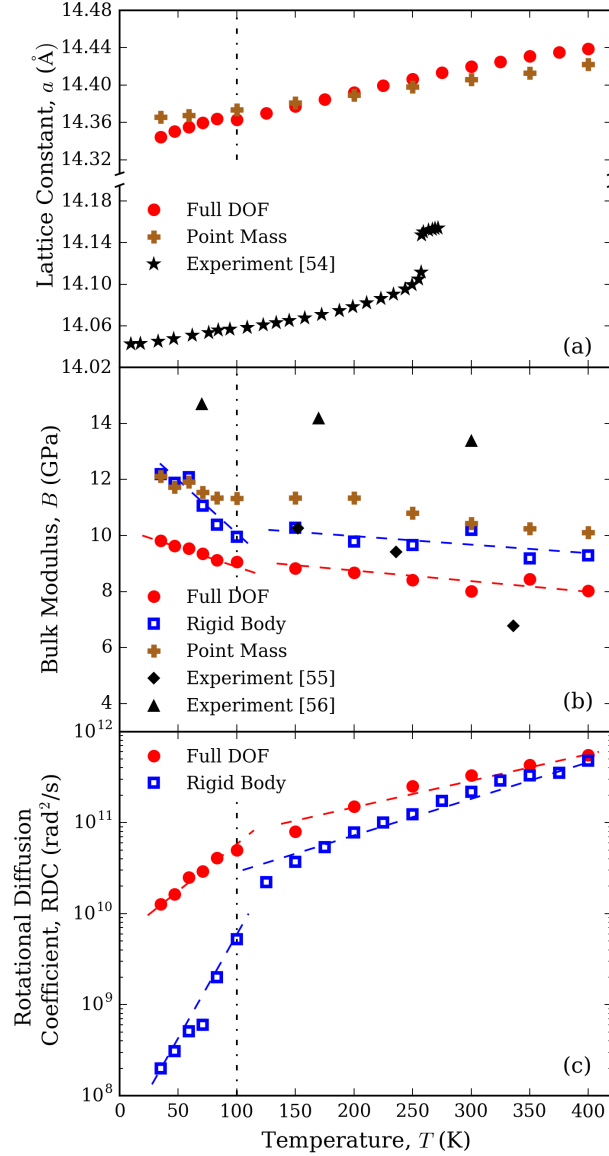 14.48
14.44
14.40
14.36
14.32
14.18
14.14
14.10
14.06
14.02
Lattice Constant, a (Å)
Full DOF
Point Mass
Experiment [54]
(a)
14
12
10
8
6
4
Bulk Modulus, B (GPa)
Full DOF
Rigid Body
Point Mass
Experiment [55]
Experiment [56]
(b)
10¹²
10¹¹
10¹⁰
10⁹
10⁸
Rotational Diffusion
Coefficient, RDC (rad²/s)
Full DOF
Rigid Body
(c)
0 50 100 150 200 250 300 350 400
Temperature, T (K)